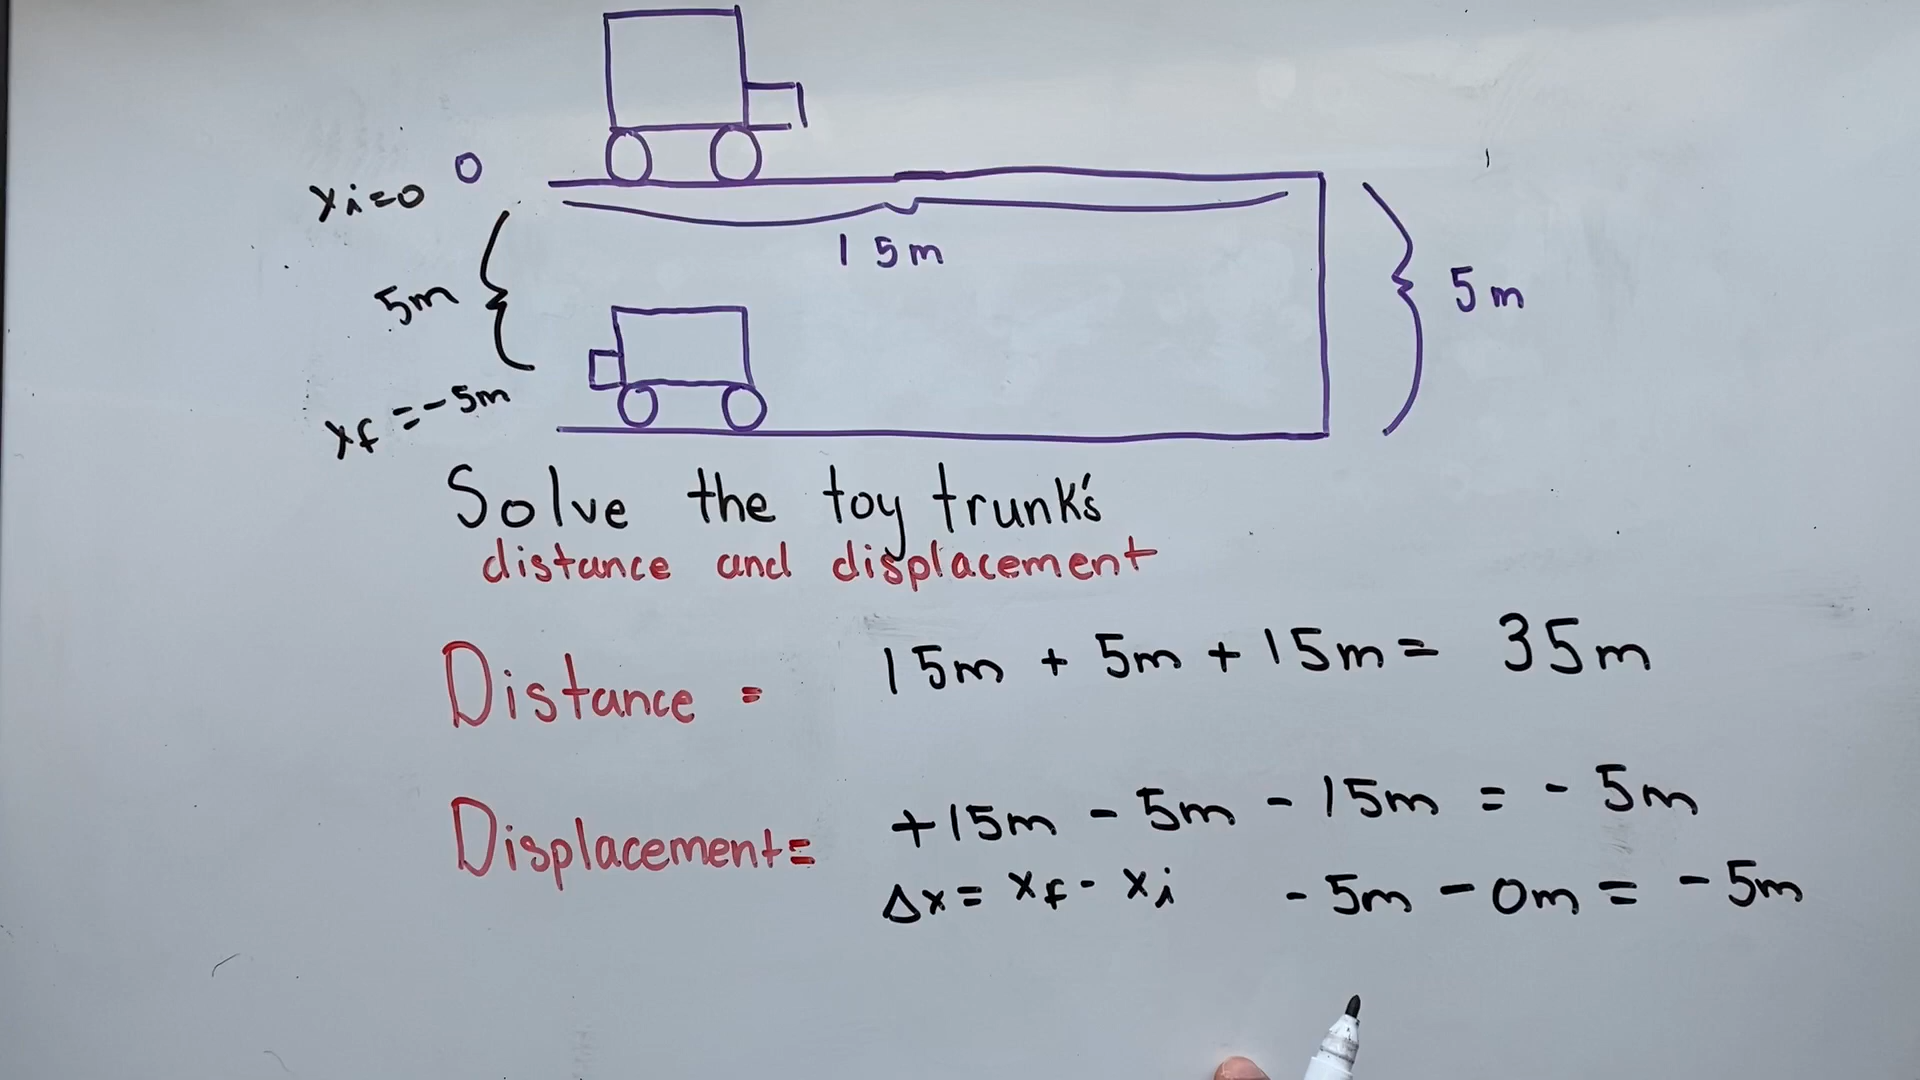 0
xi=0
15m
5m
5m
xf=-5m
Solve the toy trunk's
distance and displacement
Distance = 15m + 5m + 15m = 35m
Displacement= +15m - 5m - 15m = - 5m
Δx = xf - xi - 5m - 0m = - 5m